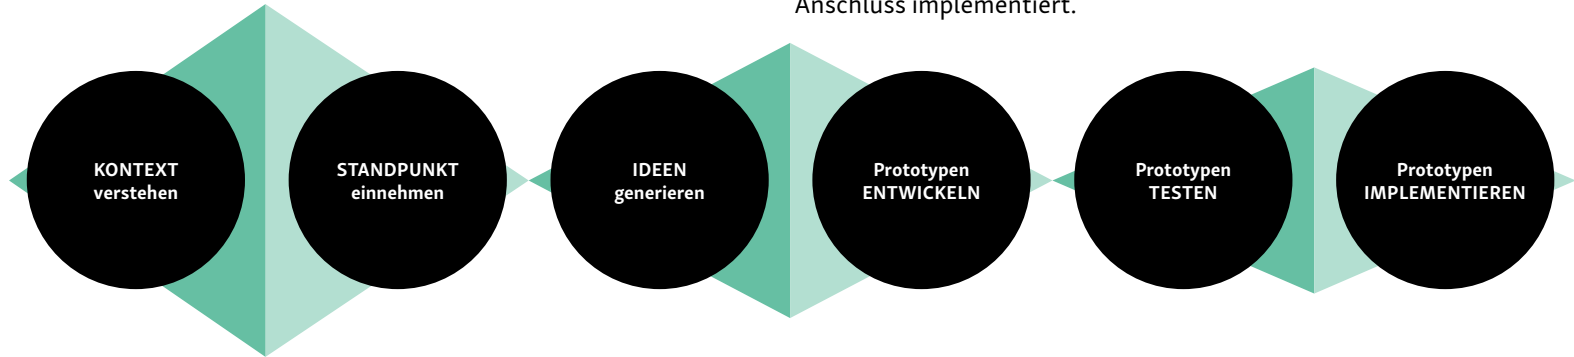 Anschluss implementiert.
KONTEXT
verstehen
STANDPUNKT
einnehmen
IDEEN
generieren
Prototypen
ENTWICKELN
Prototypen
TESTEN
Prototypen
IMPLEMENTIEREN